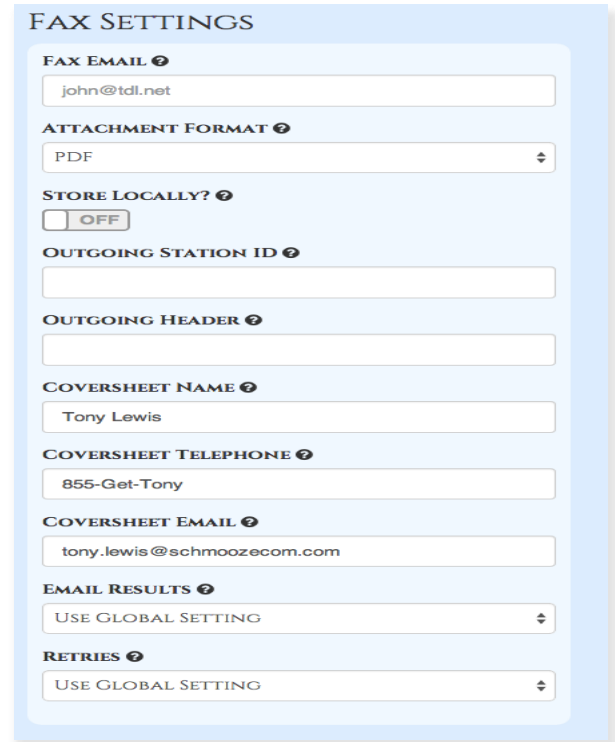 Fax Settings
Fax Email
john@tdl.net
Attachment Format
PDF
Store Locally?
OFF
Outgoing Station ID
Outgoing Header
Coversheet Name
Tony Lewis
Coversheet Telephone
855-Get-Tony
Coversheet Email
tony.lewis@schmoozecom.com
Email Results
Use Global Setting
Retries
Use Global Setting